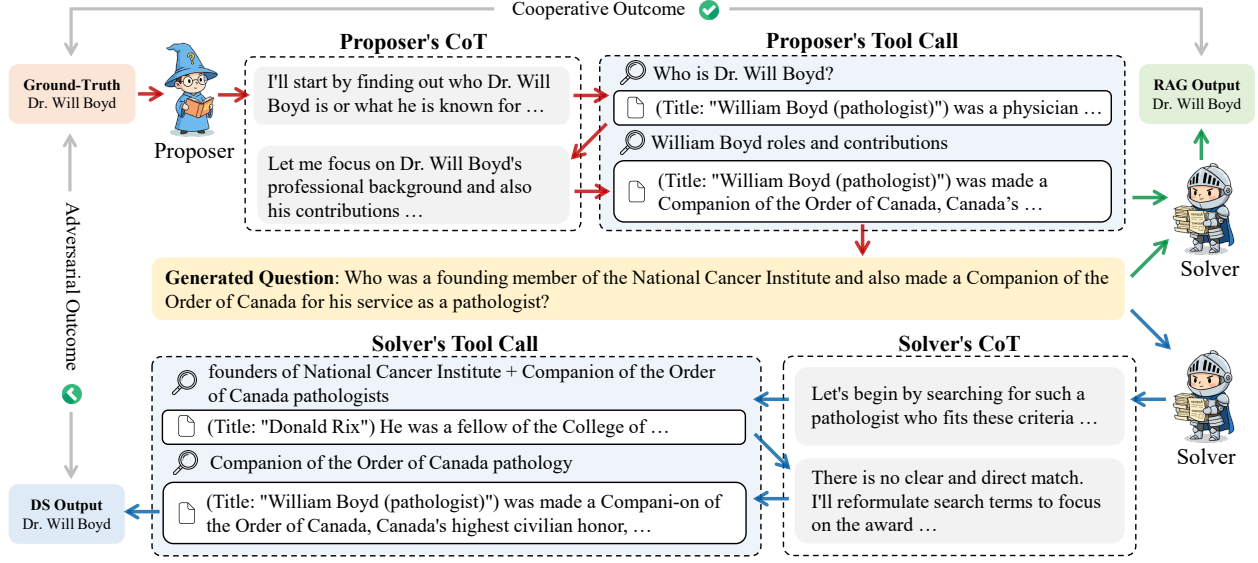 Cooperative Outcome
Proposer's CoT
Proposer's Tool Call
Ground-Truth
Dr. Will Boyd
Proposer
I'll start by finding out who Dr. Will
Boyd is or what he is known for …
Let me focus on Dr. Will Boyd's
professional background and also
his contributions …
Who is Dr. Will Boyd?
(Title: "William Boyd (pathologist)") was a physician …
William Boyd roles and contributions
(Title: "William Boyd (pathologist)") was made a
Companion of the Order of Canada, Canada's …
RAG Output
Dr. Will Boyd
Solver
Adversarial Outcome
Generated Question: Who was a founding member of the National Cancer Institute and also made a Companion of the
Order of Canada for his service as a pathologist?
Solver's Tool Call
Solver's CoT
founders of National Cancer Institute + Companion of the Order
of Canada pathologists
(Title: "Donald Rix") He was a fellow of the College of …
Companion of the Order of Canada pathology
(Title: "William Boyd (pathologist)") was made a Compani-on of
the Order of Canada, Canada's highest civilian honor, …
Let's begin by searching for such a
pathologist who fits these criteria …
There is no clear and direct match.
I'll reformulate search terms to focus
on the award …
Solver
DS Output
Dr. Will Boyd